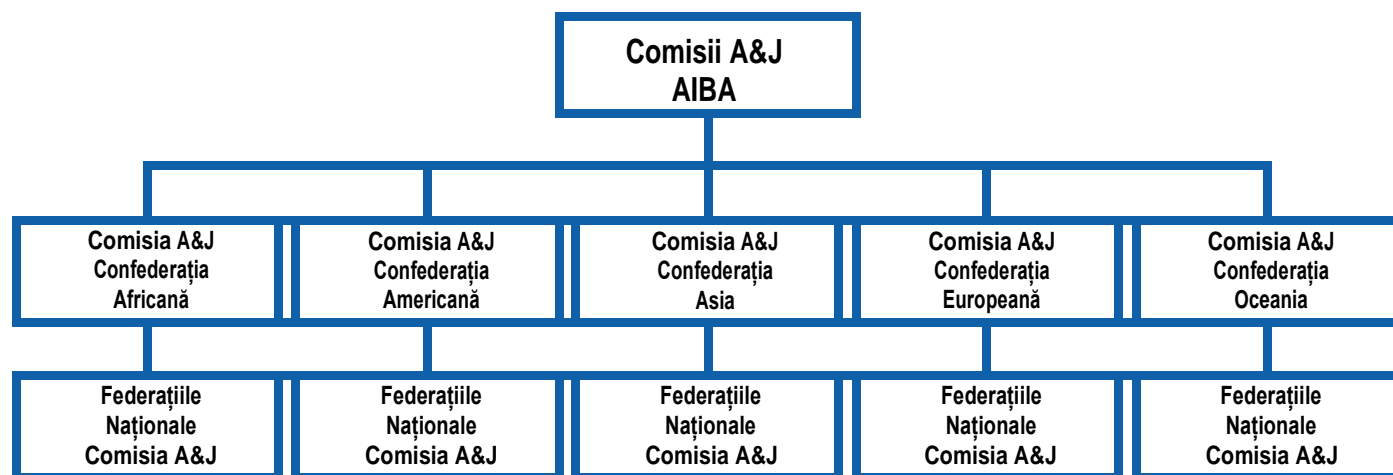 Comisii A&J
AIBA
Comisia A&J
Confederația
Africană
Comisia A&J
Confederația
Americană
Comisia A&J
Confederația
Asia
Comisia A&J
Confederația
Europeană
Comisia A&J
Confederația
Oceania
Federațiile
Naționale
Comisia A&J
Federațiile
Naționale
Comisia A&J
Federațiile
Naționale
Comisia A&J
Federațiile
Naționale
Comisia A&J
Federațiile
Naționale
Comisia A&J